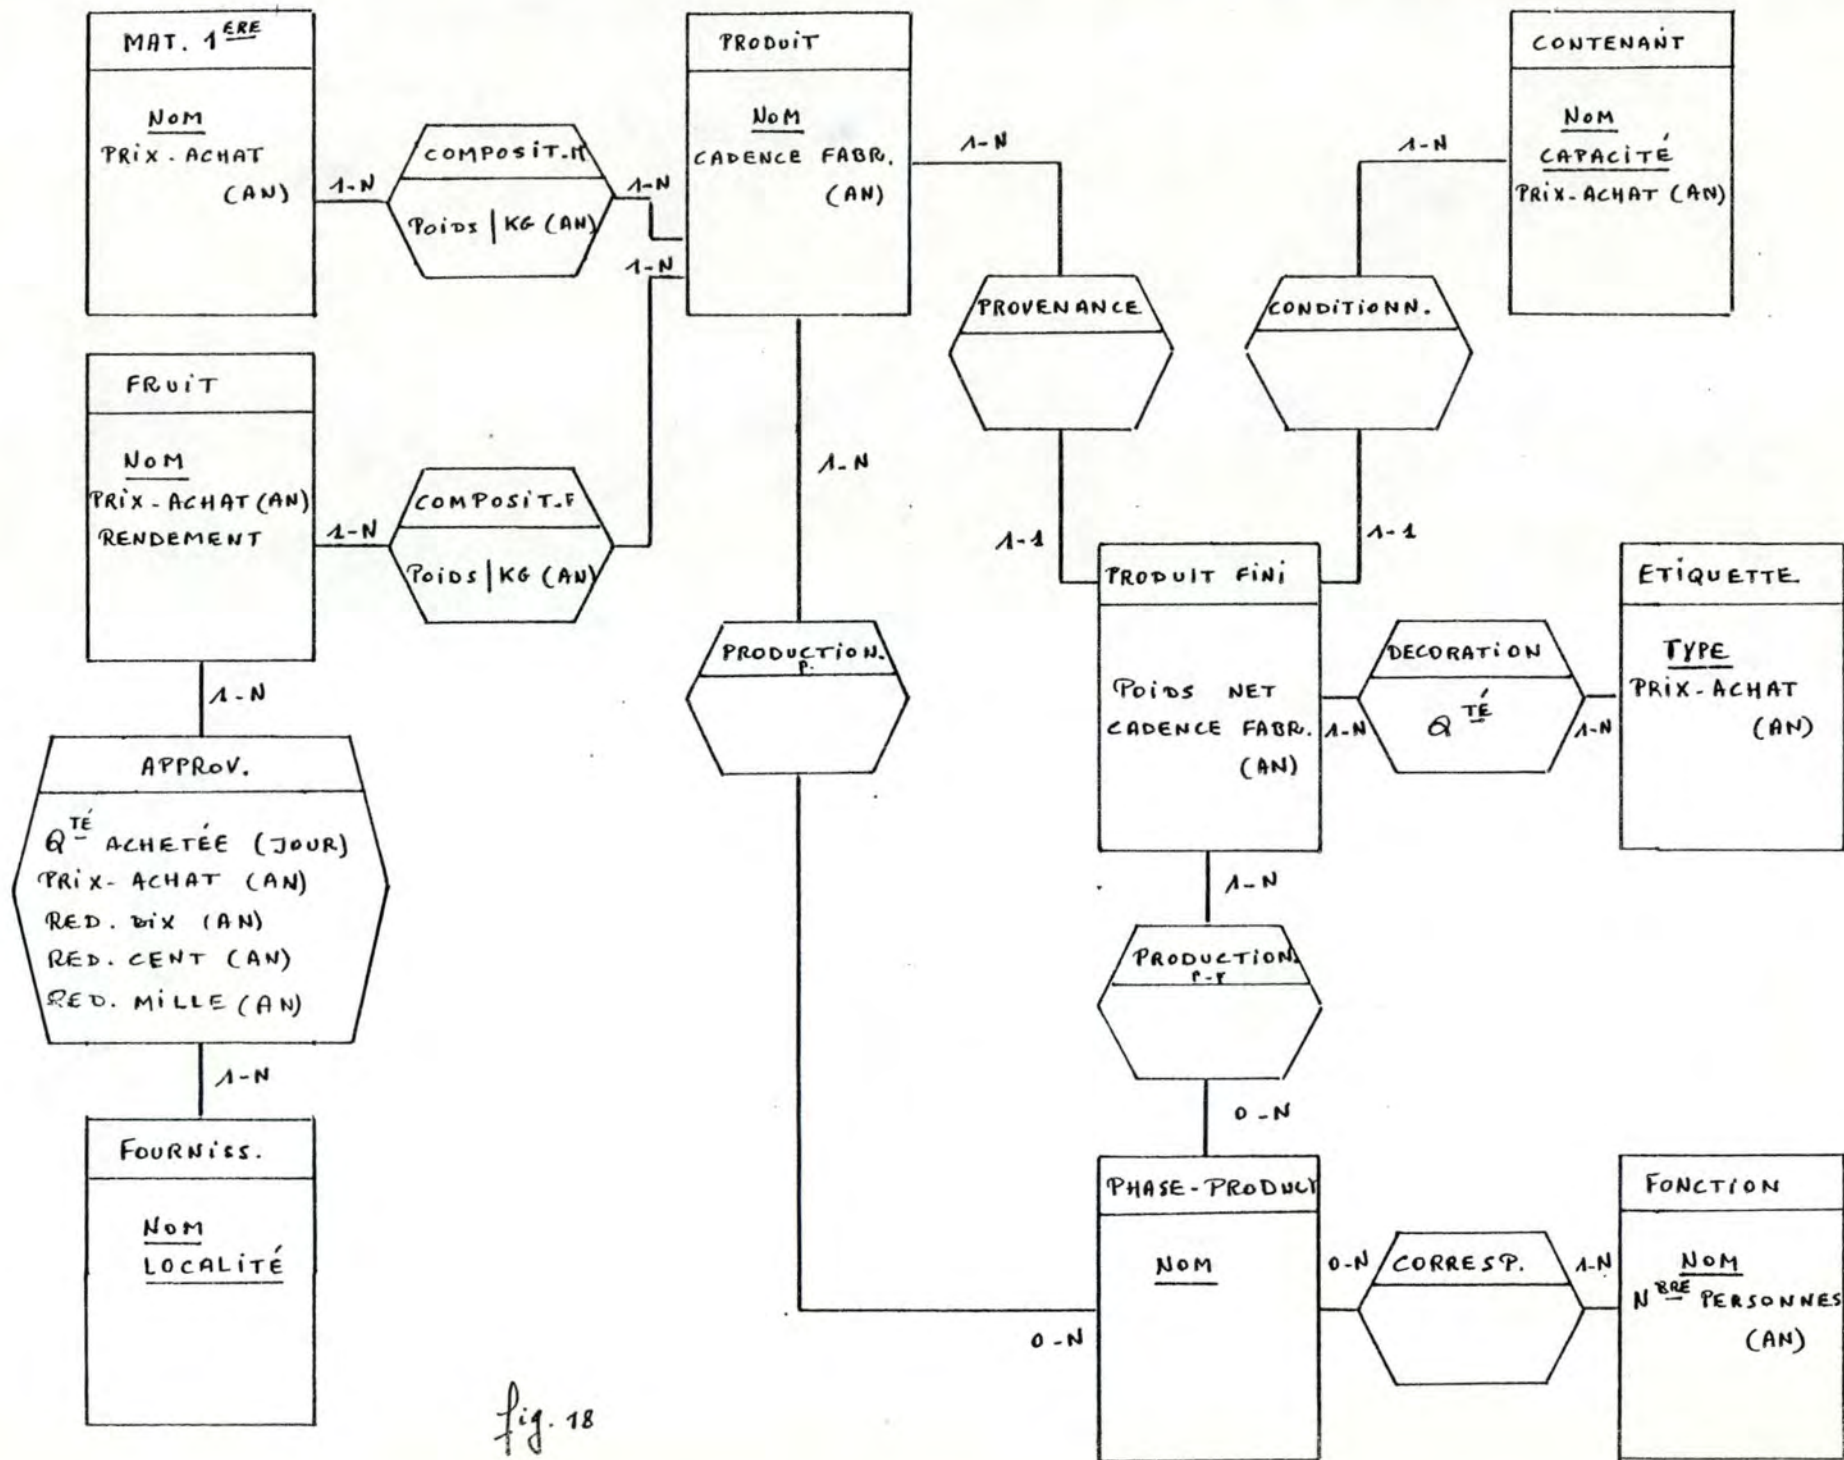 MAT. 1ERE
NOM
PRIX-ACHAT
(AN)
1-N
COMPOSIT.M
POIDS | KG (AN)
1-N
PRODUIT
NOM
CADENCE FABR.
(AN)
1-N
CONTENANT
NOM
CAPACITÉ
PRIX-ACHAT (AN)
1-N
1-N
PROVENANCE
CONDITIONN.
FRUIT
NOM
PRIX-ACHAT (AN)
RENDEMENT
1-N
COMPOSIT.F
POIDS | KG (AN)
1-N
1-1
1-1
PRODUIT FINI
POIDS NET
CADENCE FABR.
(AN)
1-N
DECORATION
QTÉ
1-N
ETIQUETTE
TYPE
PRIX-ACHAT
(AN)
PRODUCTION.
P.
1-N
APPROV.
QTÉ ACHETÉE (JOUR)
PRIX-ACHAT (AN)
RED. DIX (AN)
RED. CENT (AN)
RED. MILLE (AN)
1-N
1-N
PRODUCTION.
P-F
0-N
FOURNISS.
NOM
LOCALITÉ
PHASE-PRODUCT
NOM
0-N
0-N
CORRESP.
1-N
FONCTION
NOM
NBRE PERSONNES
(AN)
fig. 18